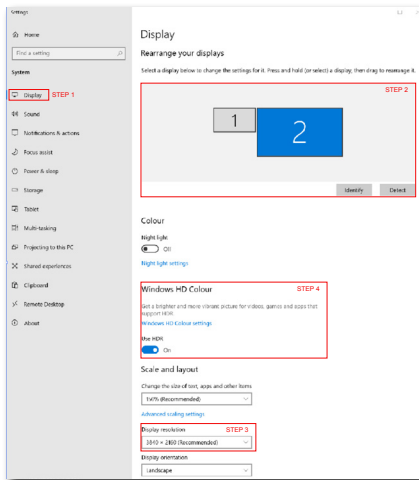 Settings
Home
Find a setting
System
Display STEP 1
Sound
Notifications & actions
Focus assist
Power & sleep
Storage
Tablet
Multi-tasking
Projecting to this PC
Shared experiences
Clipboard
Remote Desktop
About
Display
Rearrange your displays
Select a display below to change the settings for it. Press and hold (or select) a display, then drag to rearrange it.
STEP 2
1
2
Identify Detect
Colour
Night light
Off
Night light settings
Windows HD Colour STEP 4
Get a brighter and more vibrant picture for videos, games and apps that
support HDR.
Windows HD Colour settings
Use HDR
On
Scale and layout
Change the size of text, apps and other items
150% (Recommended)
Advanced scaling settings
Display resolution STEP 3
3840 × 2160 (Recommended)
Display orientation
Landscape